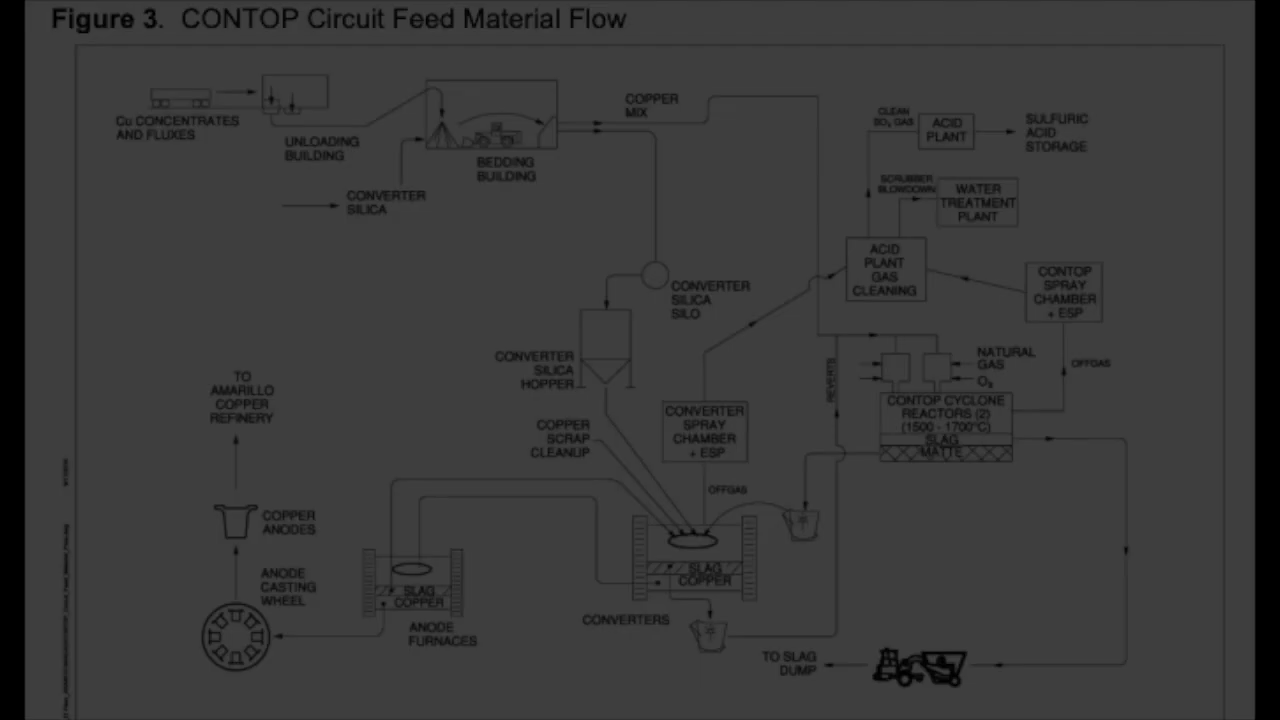 Figure 3. CONTOP Circuit Feed Material Flow
Cu CONCENTRATES
AND FLUXES
UNLOADING
BUILDING
BEDDING
BUILDING
CONVERTER
SILICA
COPPER
MIX
CLEAN
SO₂ GAS
ACID
PLANT
SULFURIC
ACID
STORAGE
SCRUBBER
BLOWDOWN
WATER
TREATMENT
PLANT
ACID
PLANT
GAS
CLEANING
CONTOP
SPRAY
CHAMBER
+ ESP
CONVERTER
SILICA
SILO
CONVERTER
SILICA
HOPPER
NATURAL
GAS
O₂
OFFGAS
REVERTS
CONTOP CYCLONE
REACTORS (2)
(1500 - 1700°C)
SLAG
MATTE
TO
AMARILLO
COPPER
REFINERY
COPPER
SCRAP
CLEANUP
CONVERTER
SPRAY
CHAMBER
+ ESP
OFFGAS
COPPER
ANODES
ANODE
CASTING
WHEEL
SLAG
COPPER
ANODE
FURNACES
SLAG
COPPER
CONVERTERS
TO SLAG
DUMP